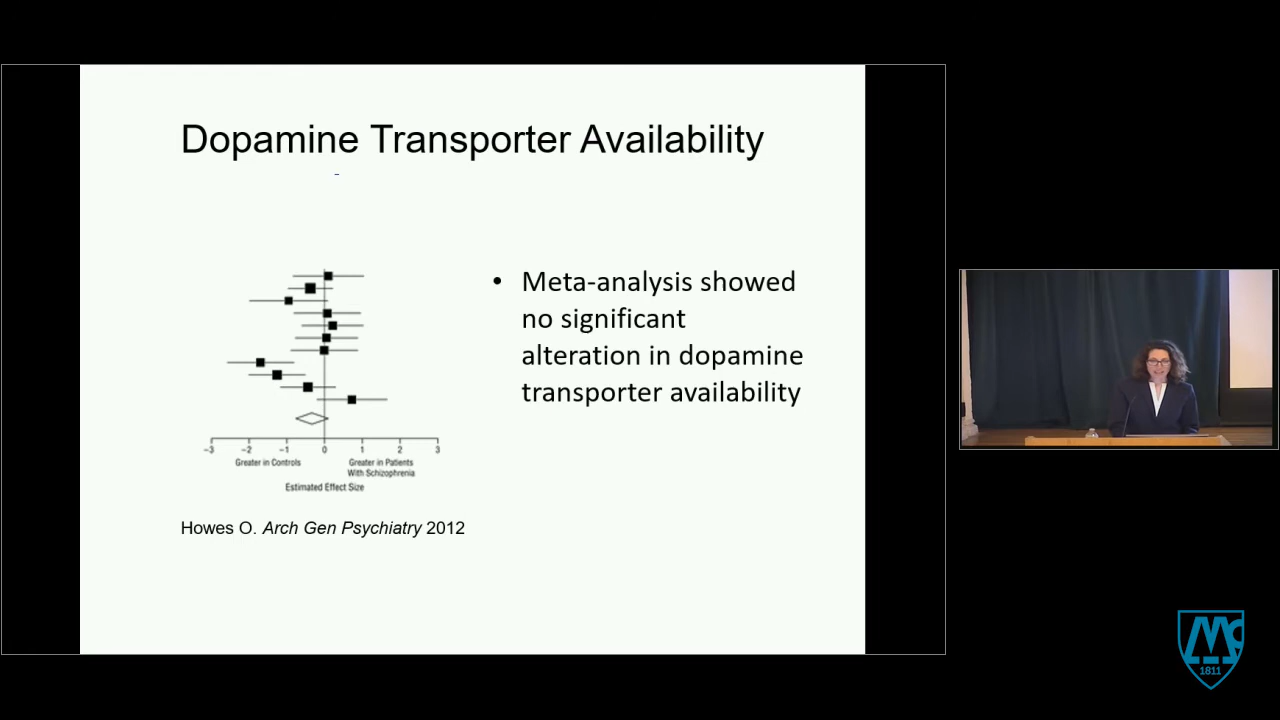 Dopamine Transporter Availability
• Meta-analysis showed
no significant
alteration in dopamine
transporter availability
−3 −2 −1 0 1 2 3
Greater in Controls
Greater in Patients
With Schizophrenia
Estimated Effect Size
Howes O. Arch Gen Psychiatry 2012
1811